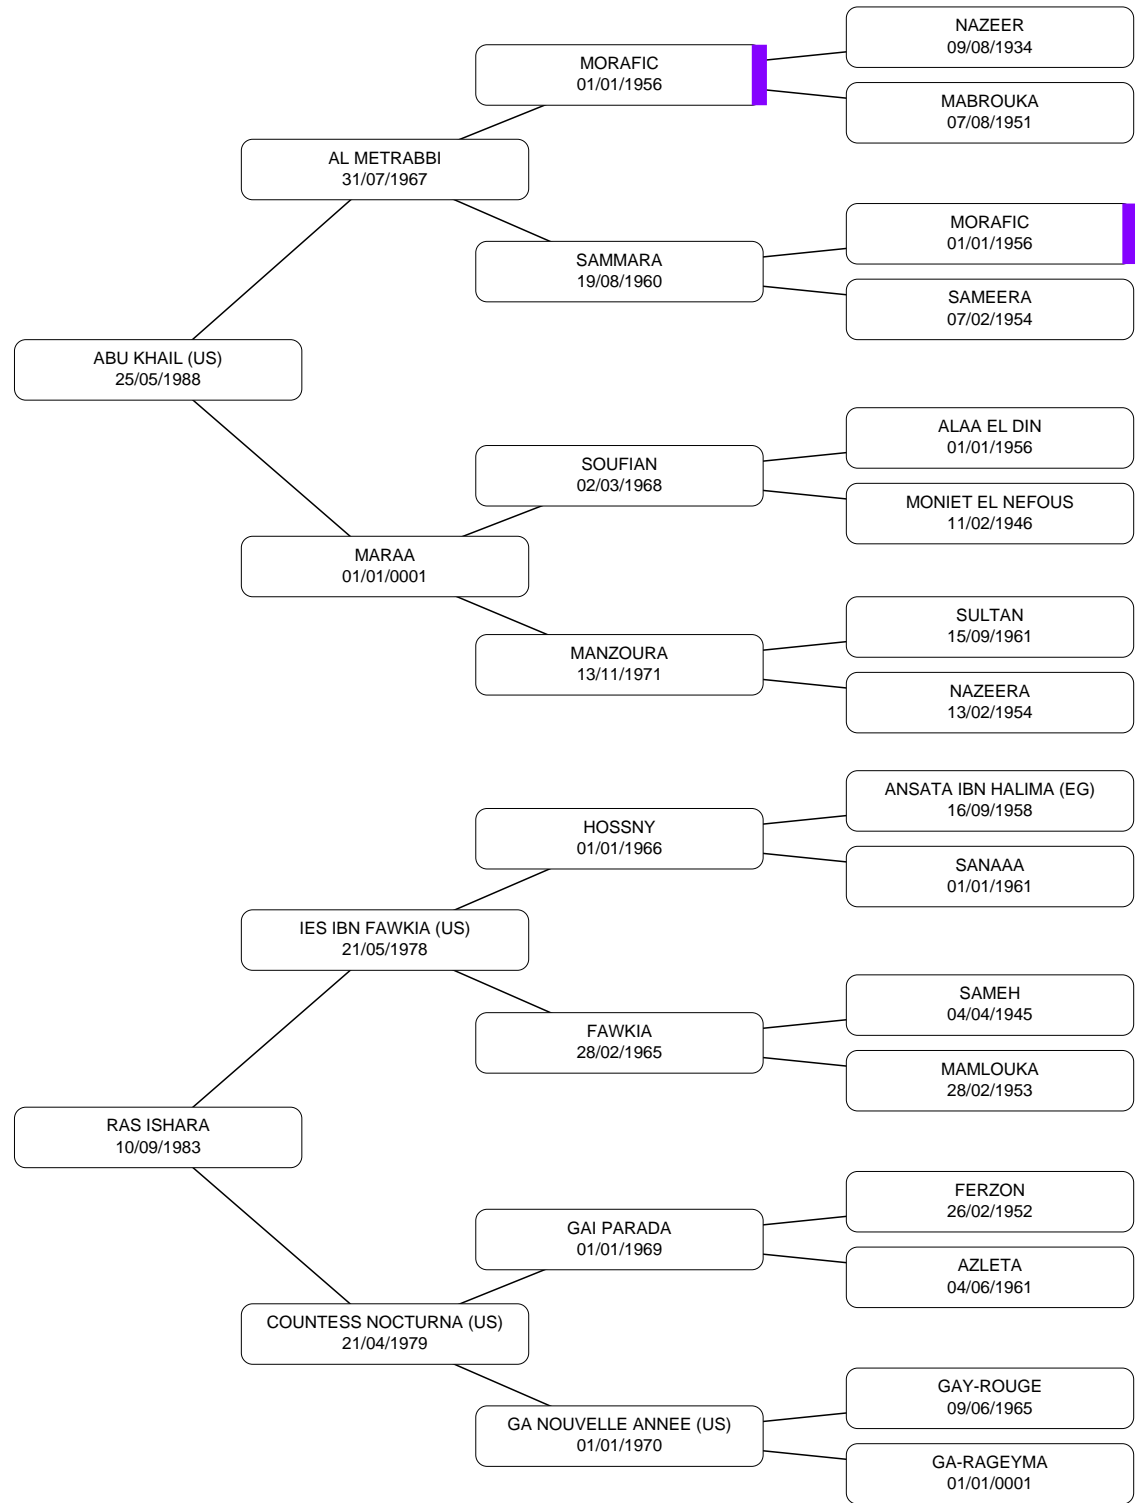 NAZEER
09/08/1934
MORAFIC
01/01/1956
MABROUKA
07/08/1951
AL METRABBI
31/07/1967
MORAFIC
01/01/1956
SAMMARA
19/08/1960
SAMEERA
07/02/1954
ABU KHAIL (US)
25/05/1988
ALAA EL DIN
01/01/1956
SOUFIAN
02/03/1968
MONIET EL NEFOUS
11/02/1946
MARAA
01/01/0001
SULTAN
15/09/1961
MANZOURA
13/11/1971
NAZEERA
13/02/1954
ANSATA IBN HALIMA (EG)
16/09/1958
HOSSNY
01/01/1966
SANAAA
01/01/1961
IES IBN FAWKIA (US)
21/05/1978
SAMEH
04/04/1945
FAWKIA
28/02/1965
MAMLOUKA
28/02/1953
RAS ISHARA
10/09/1983
FERZON
26/02/1952
GAI PARADA
01/01/1969
AZLETA
04/06/1961
COUNTESS NOCTURNA (US)
21/04/1979
GAY-ROUGE
09/06/1965
GA NOUVELLE ANNEE (US)
01/01/1970
GA-RAGEYMA
01/01/0001